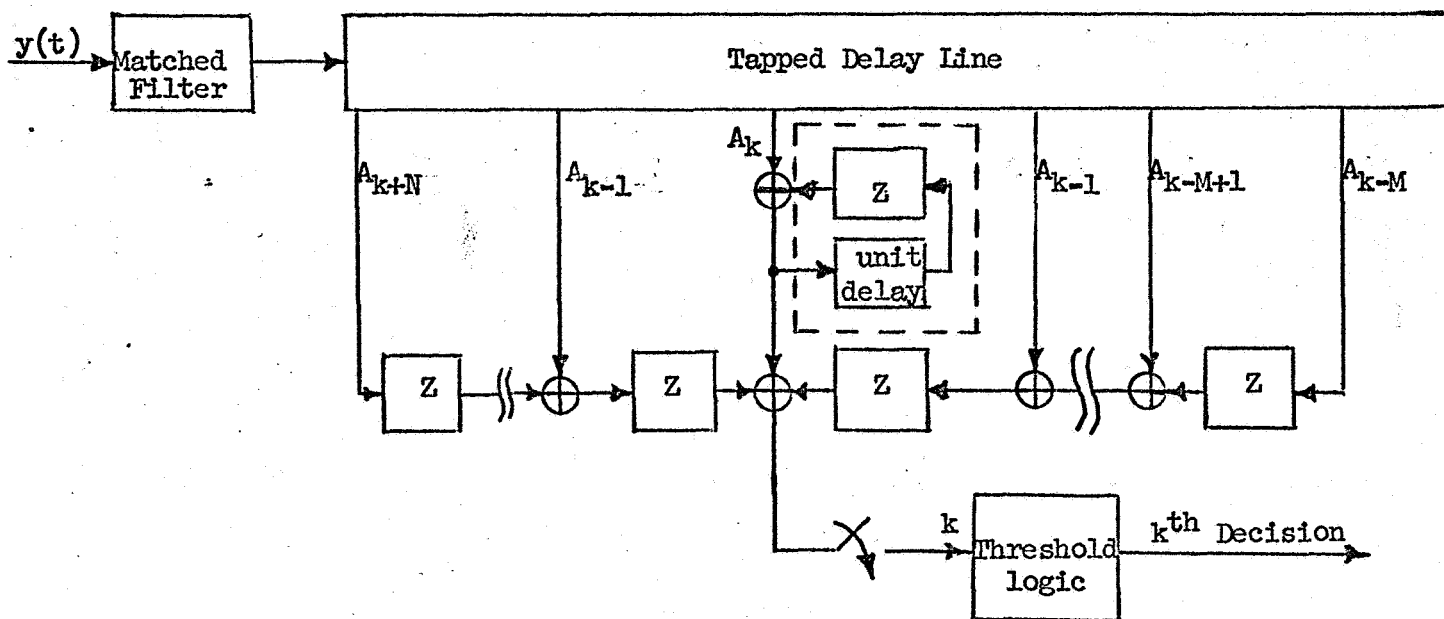 y(t)
Matched
Filter
Tapped Delay Line
A_{k+N}
A_{k-1}
A_k
Z
unit
delay
A_{k-1}
A_{k-M+1}
A_{k-M}
Z
Z
Z
Z
k
Threshold
logic
k^{th} Decision